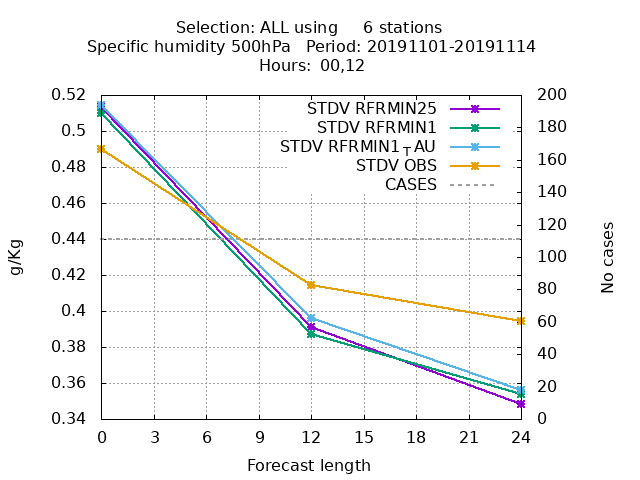 Selection: ALL using 6 stations
Specific humidity 500hPa Period: 20191101-20191114
Hours: 00,12
0.52
0.5
0.48
0.46
0.44
0.42
0.4
0.38
0.36
0.34
g/Kg
STDV RFRMIN25
STDV RFRMIN1
STDV RFRMIN1TAU
STDV OBS
CASES
200
180
160
140
120
100
80
60
40
20
0
No cases
0 3 6 9 12 15 18 21 24
Forecast length